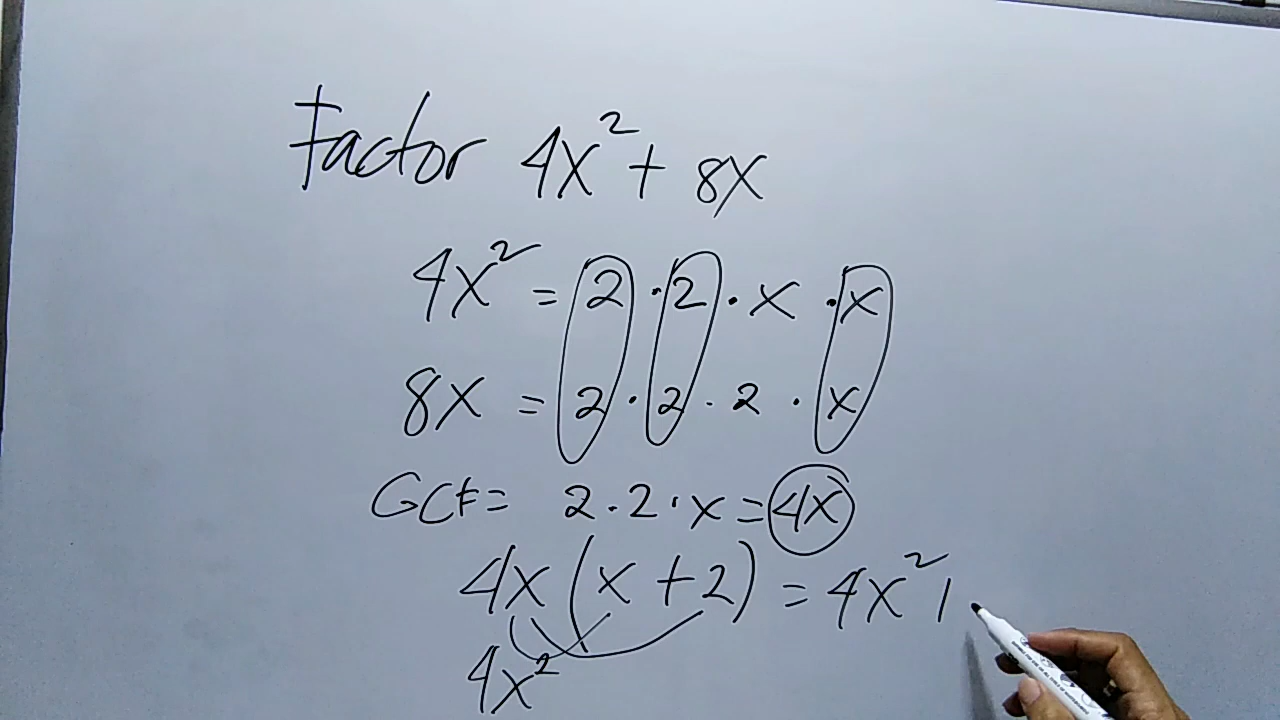 Factor 4x² + 8x
4x² = 2 · 2 · x · x
8x = 2 · 2 · 2 · x
GCF = 2 · 2 · x = 4x
4x (x + 2) = 4x² |
4x²